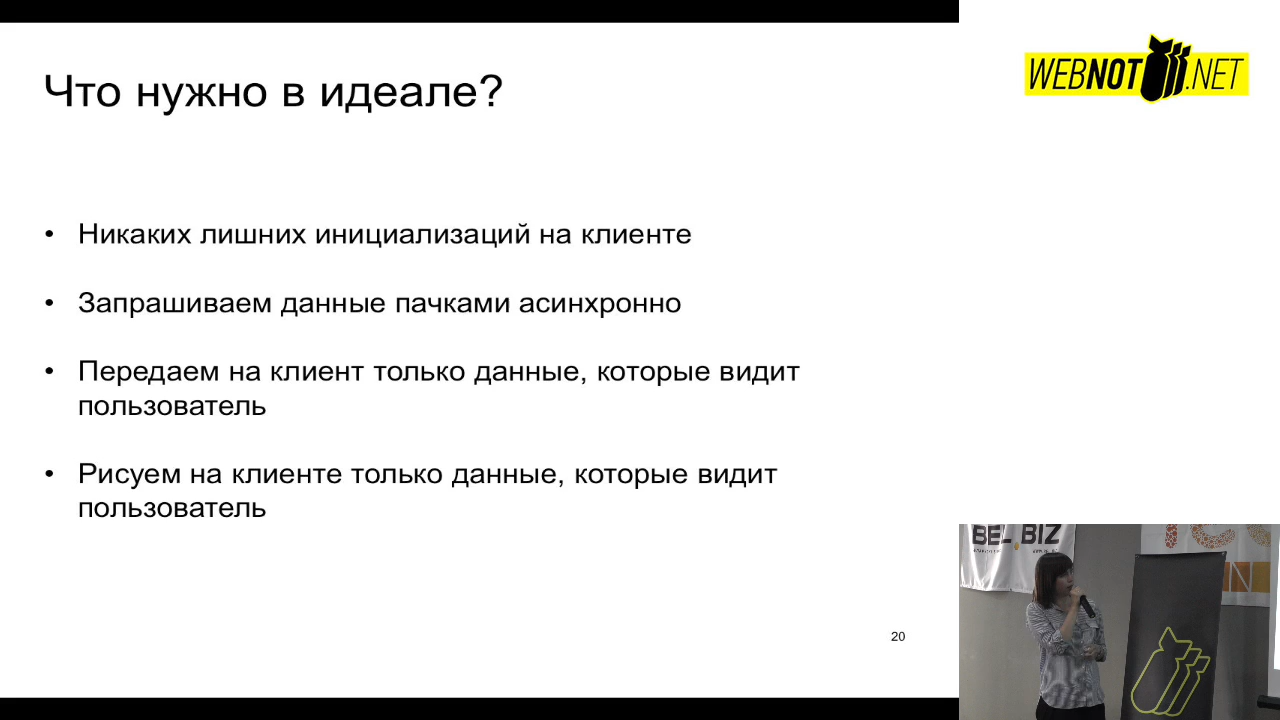 Что нужно в идеале?
WEBNOT.NET
• Никаких лишних инициализаций на клиенте
• Запрашиваем данные пачками асинхронно
• Передаем на клиент только данные, которые видит
пользователь
• Рисуем на клиенте только данные, которые видит
пользователь
20
BEL.BIZ